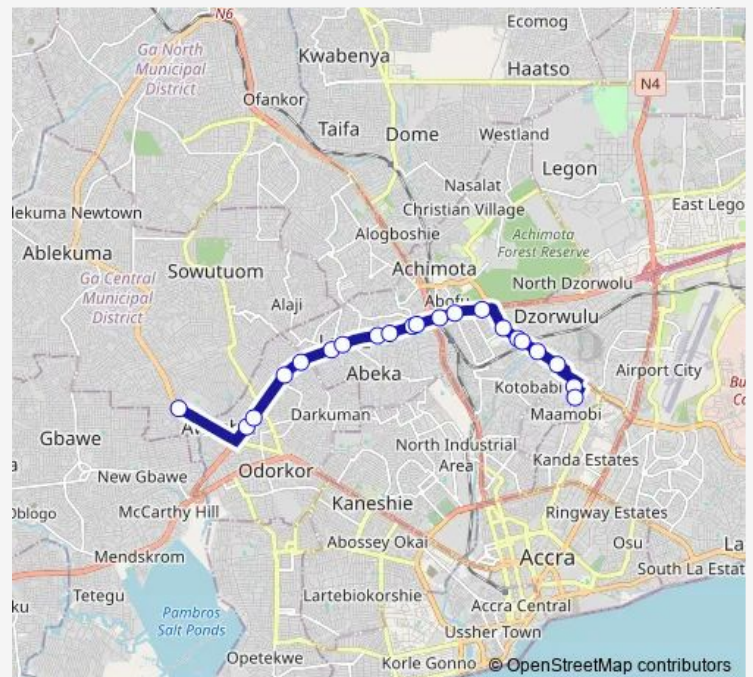 N6
Ecomog
Ga North
Municipal
District
Kwabenya
Haatso
N4
Ofankor
Taifa
Dome
Westland
Legon
Nasalat
Christian Village
East Lego
lekuma Newtown
Alogboshie
Achimota
Forest Reserve
Ablekuma
Sowutuom
Achimota
North Dzorwolu
Ga Central
Municipal
District
Alaji
Abofu
Dzorwulu
Abeka
Airport City
Kotobabi
Darkuman
Maamobi
Gbawe
North Industrial
Area
Kanda Estates
New Gbawe
Odorkor
Kaneshie
Oblogo
McCarthy Hill
Ringway Estates
Abossey Okai
Osu
Mendskrom
Accra
La
South La Estat
Tetegu
Lartebiokorshie
ku
Pambros
Salt Ponds
Accra Central
Ussher Town
Opetekwe
Korle Gonno
© OpenStreetMap contributors